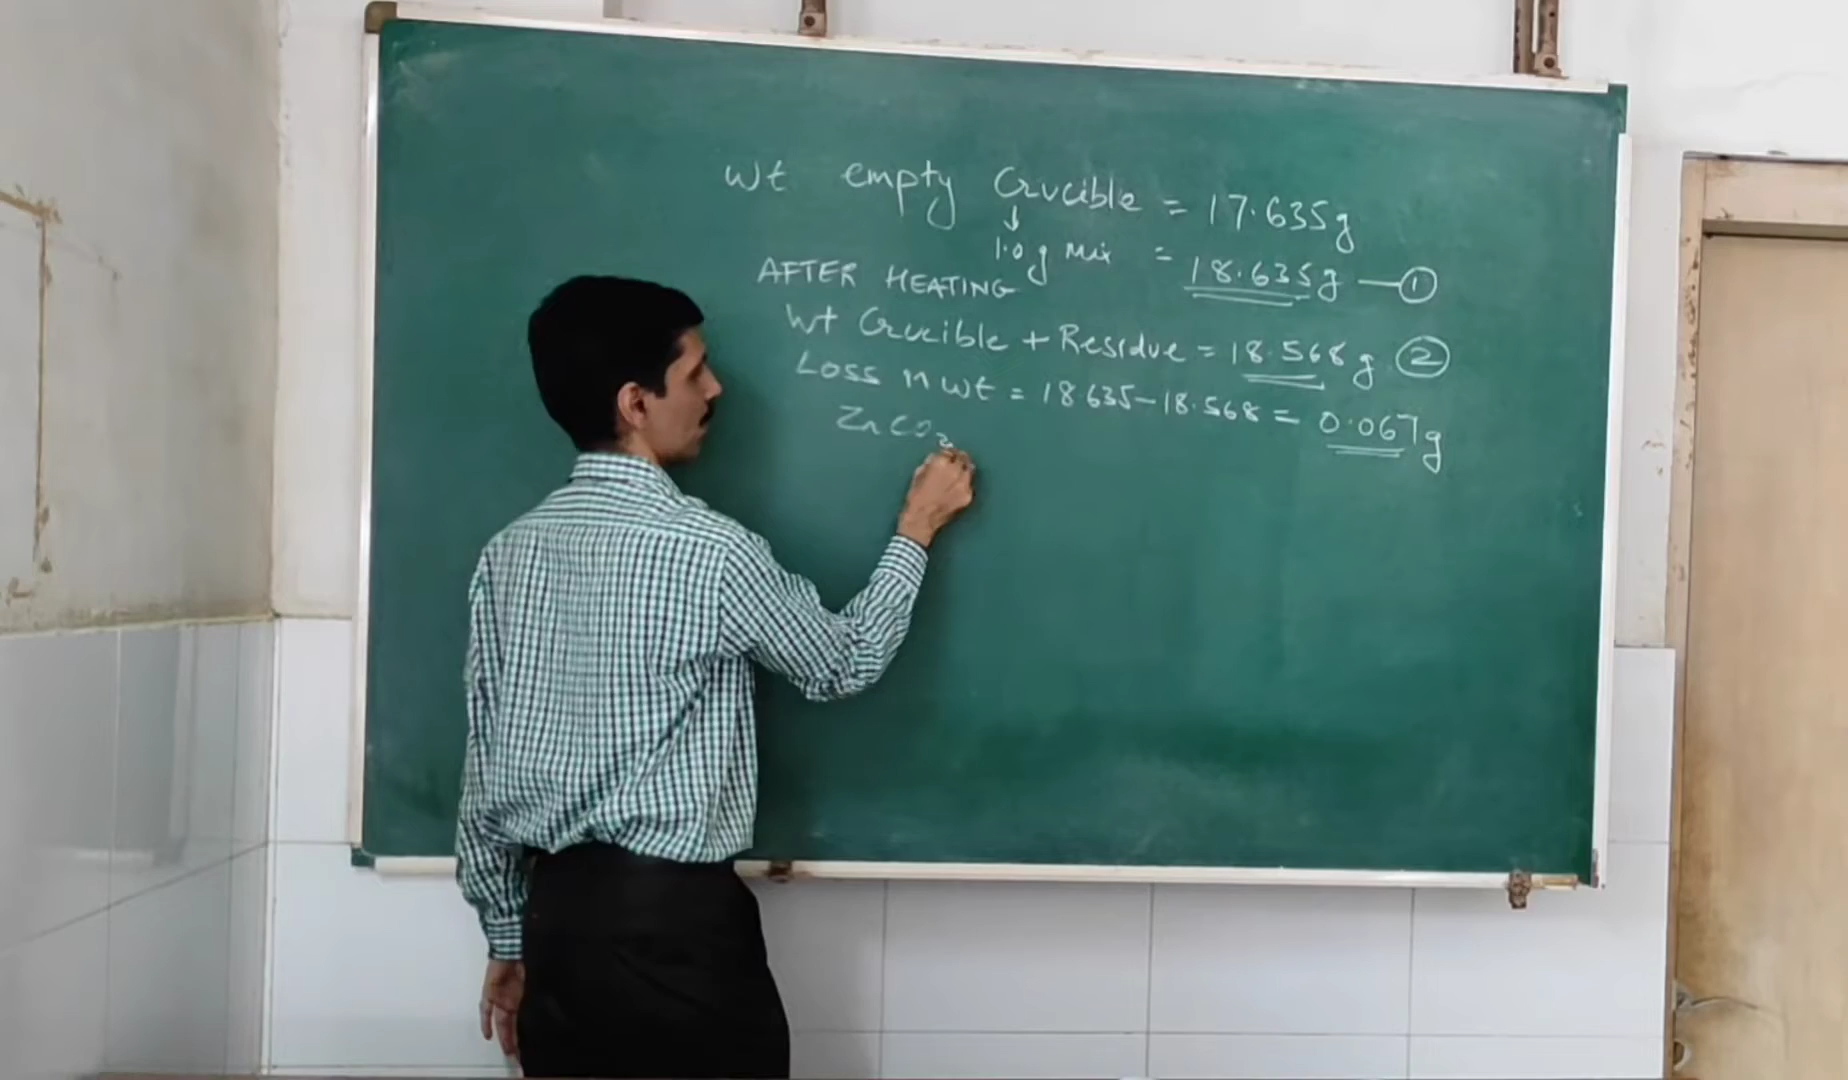 Wt empty Crucible = 17.635g
↓
1.0g Mix = 18.635g — ①
AFTER HEATING
Wt Crucible + Residue = 18.568g ②
Loss in wt = 18 635 - 18.568 = 0.067g
ZnCO3